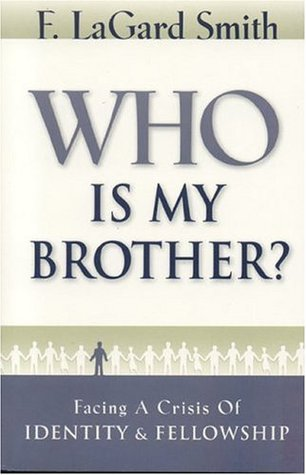 F. LaGard Smith
WHO
IS MY
BROTHER?
Facing A Crisis Of
IDENTITY & FELLOWSHIP